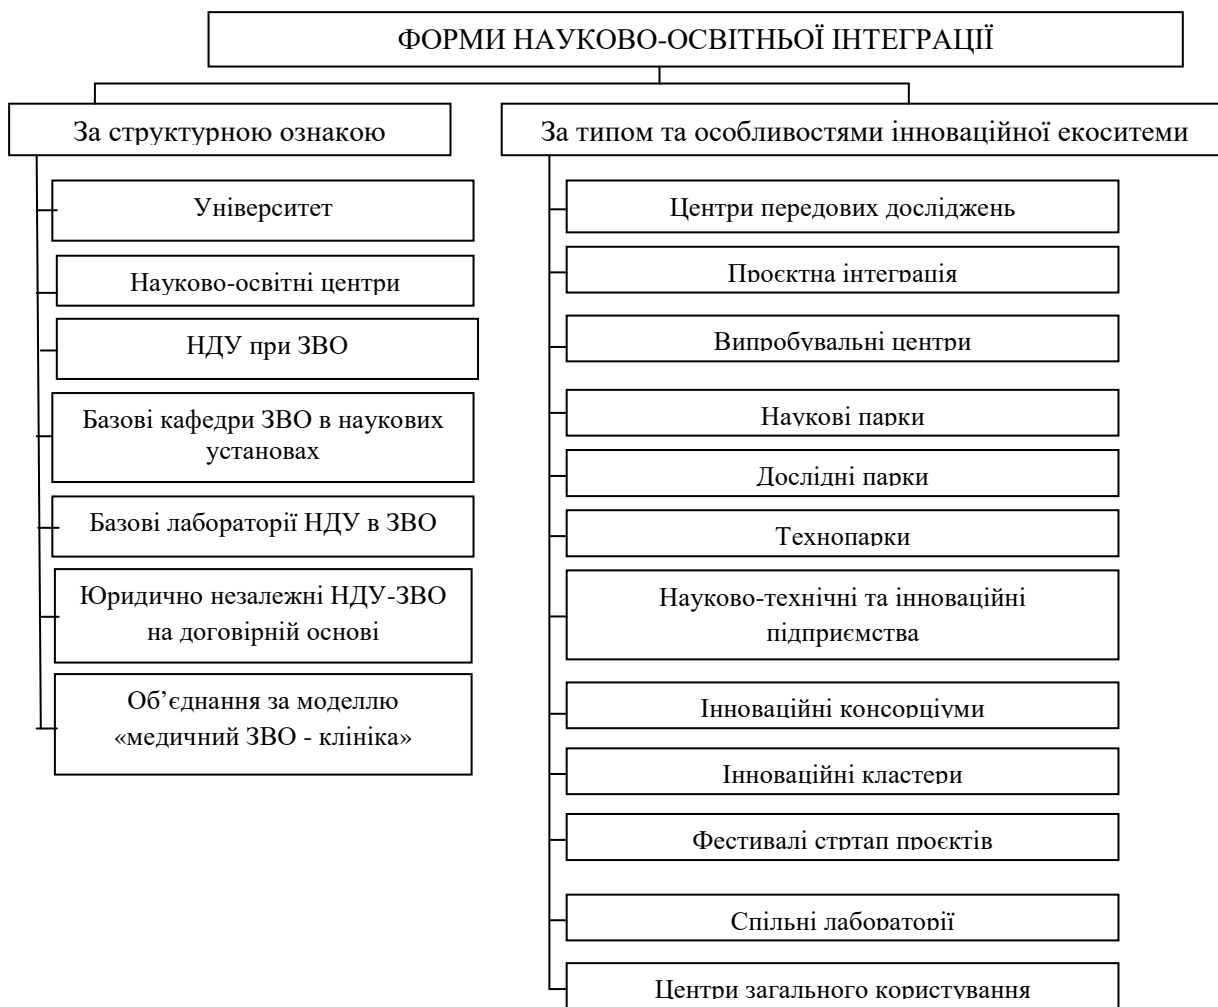 ФОРМИ НАУКОВО-ОСВІТНЬОЇ ІНТЕГРАЦІЇ
За структурною ознакою
Університет
Науково-освітні центри
НДУ при ЗВО
Базові кафедри ЗВО в наукових
установах
Базові лабораторії НДУ в ЗВО
Юридично незалежні НДУ-ЗВО
на договірній основі
Об’єднання за моделлю
«медичний ЗВО - клініка»
За типом та особливостями інноваційної екоситеми
Центри передових досліджень
Проєктна інтеграція
Випробувальні центри
Наукові парки
Дослідні парки
Технопарки
Науково-технічні та інноваційні
підприємства
Інноваційні консорціуми
Інноваційні кластери
Фестивалі стртап проєктів
Спільні лабораторії
Центри загального користування